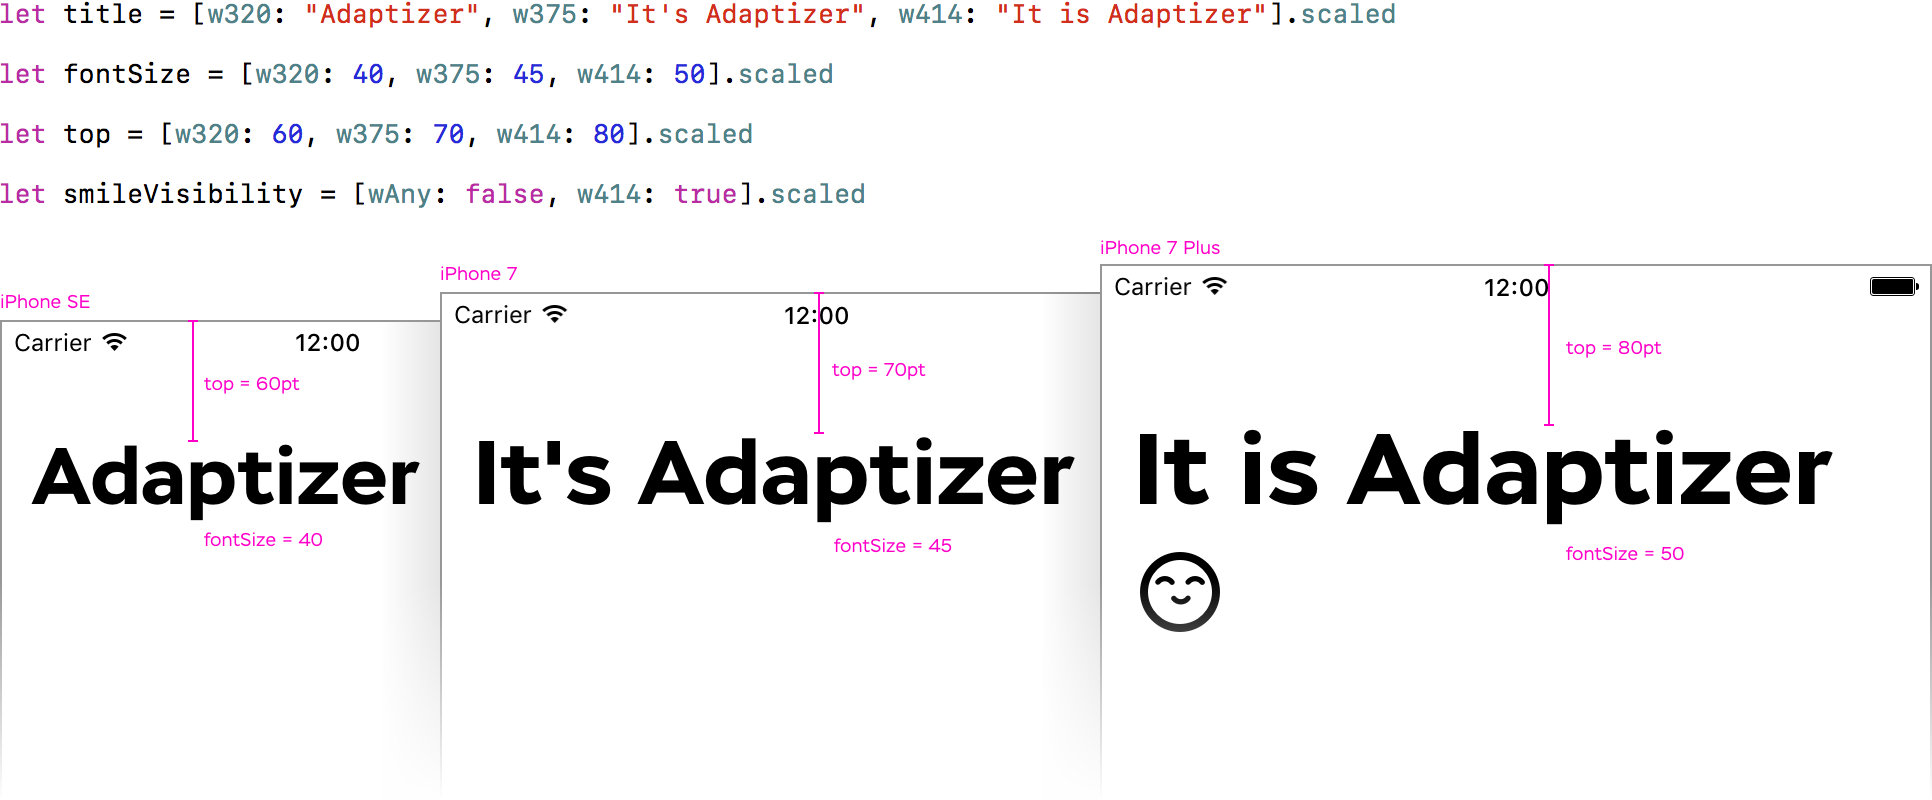 let title = [w320: "Adaptizer", w375: "It's Adaptizer", w414: "It is Adaptizer"].scaled
let fontSize = [w320: 40, w375: 45, w414: 50].scaled
let top = [w320: 60, w375: 70, w414: 80].scaled
let smileVisibility = [wAny: false, w414: true].scaled
iPhone SE
Carrier 12:00
top = 60pt
Adaptizer
fontSize = 40
iPhone 7
Carrier 12:00
top = 70pt
It's Adaptizer
fontSize = 45
iPhone 7 Plus
Carrier 12:00
top = 80pt
It is Adaptizer
fontSize = 50